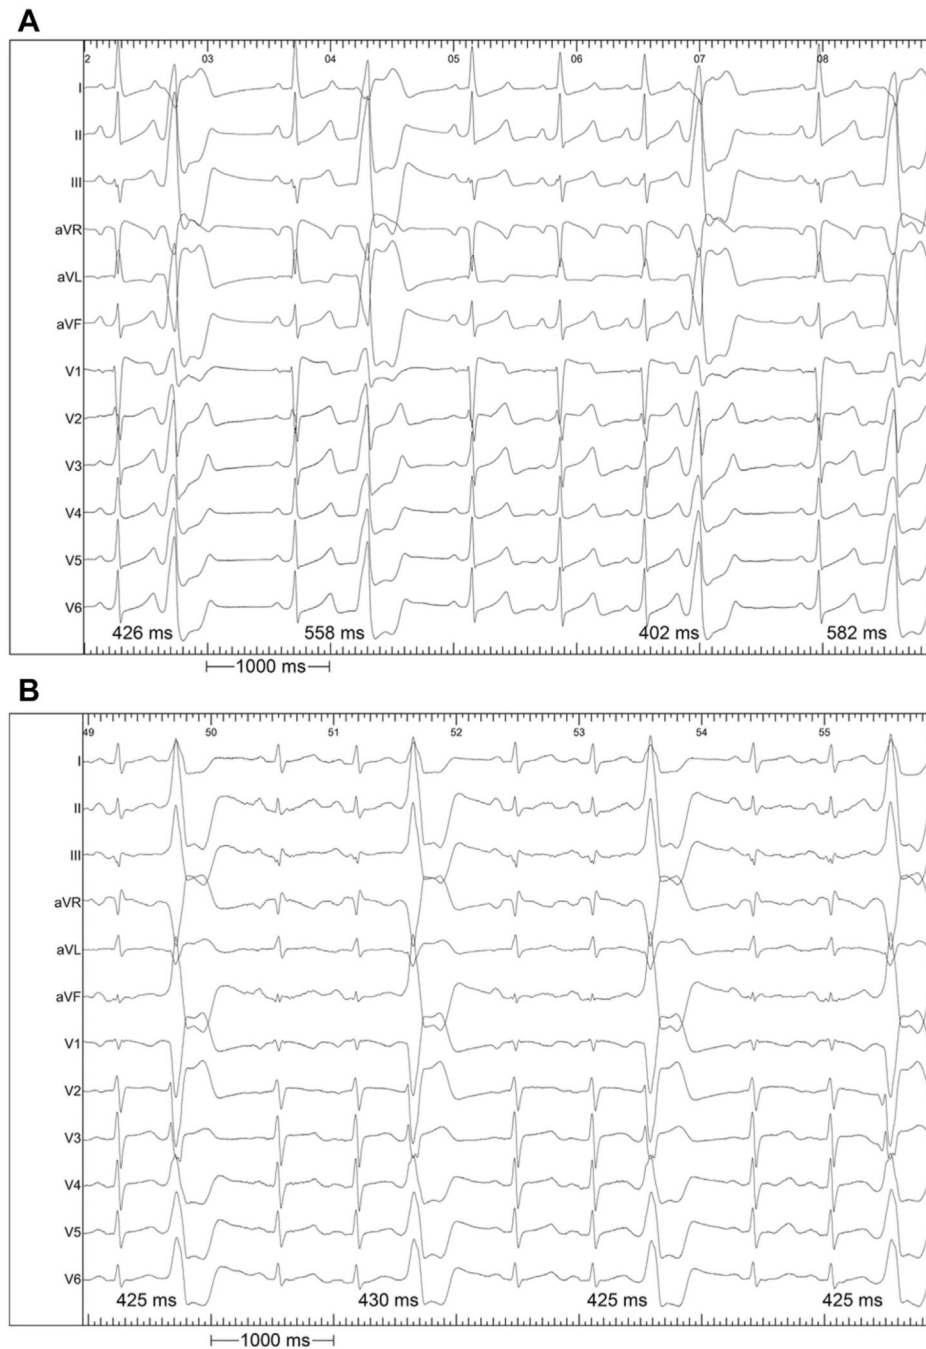 A
2 03 04 05 06 07 08
I
II
III
aVR
aVL
aVF
V1
V2
V3
V4
V5
V6
426 ms 558 ms 402 ms 582 ms
1000 ms
B
49 50 51 52 53 54 55
I
II
III
aVR
aVL
aVF
V1
V2
V3
V4
V5
V6
425 ms 430 ms 425 ms 425 ms
1000 ms